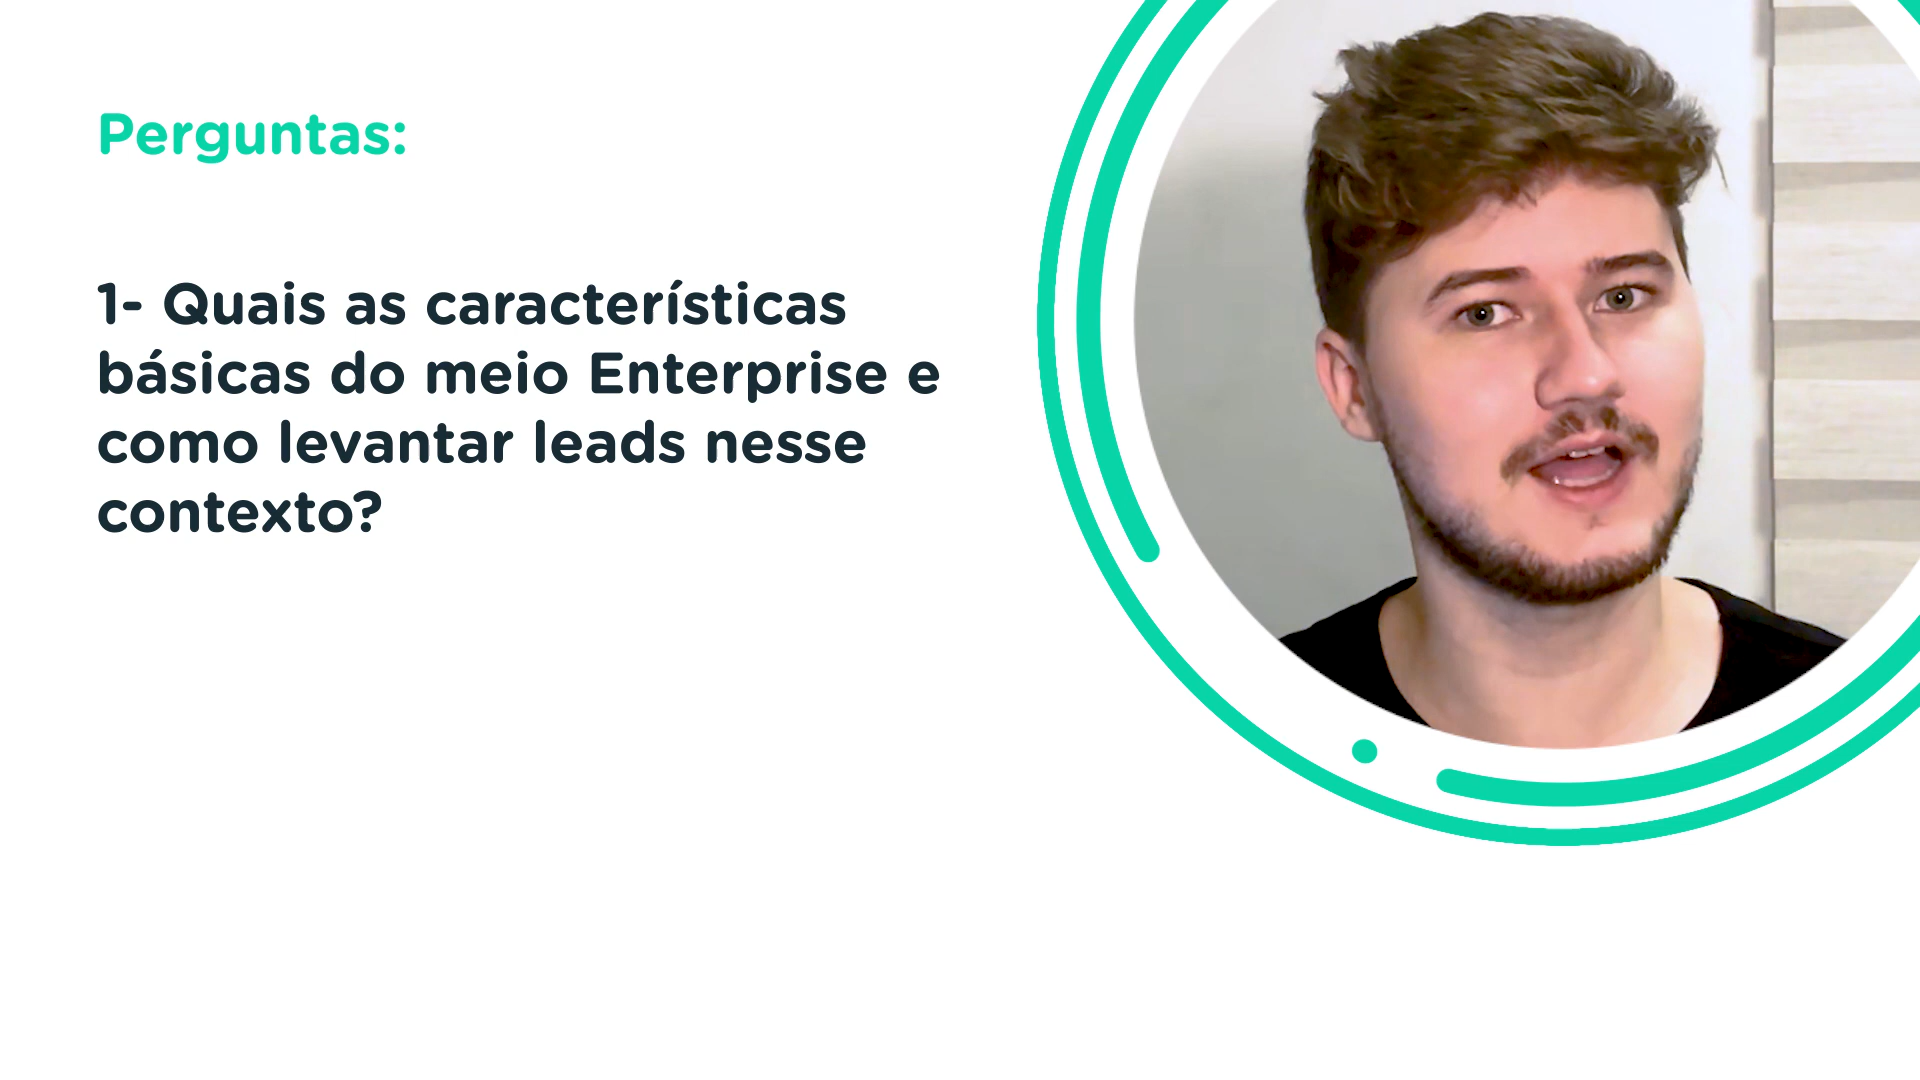 Perguntas:
1- Quais as características
básicas do meio Enterprise e
como levantar leads nesse
contexto?